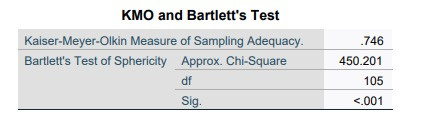 KMO and Bartlett's Test
Kaiser-Meyer-Olkin Measure of Sampling Adequacy. .746
Bartlett's Test of Sphericity Approx. Chi-Square 450.201
df 105
Sig. <.001